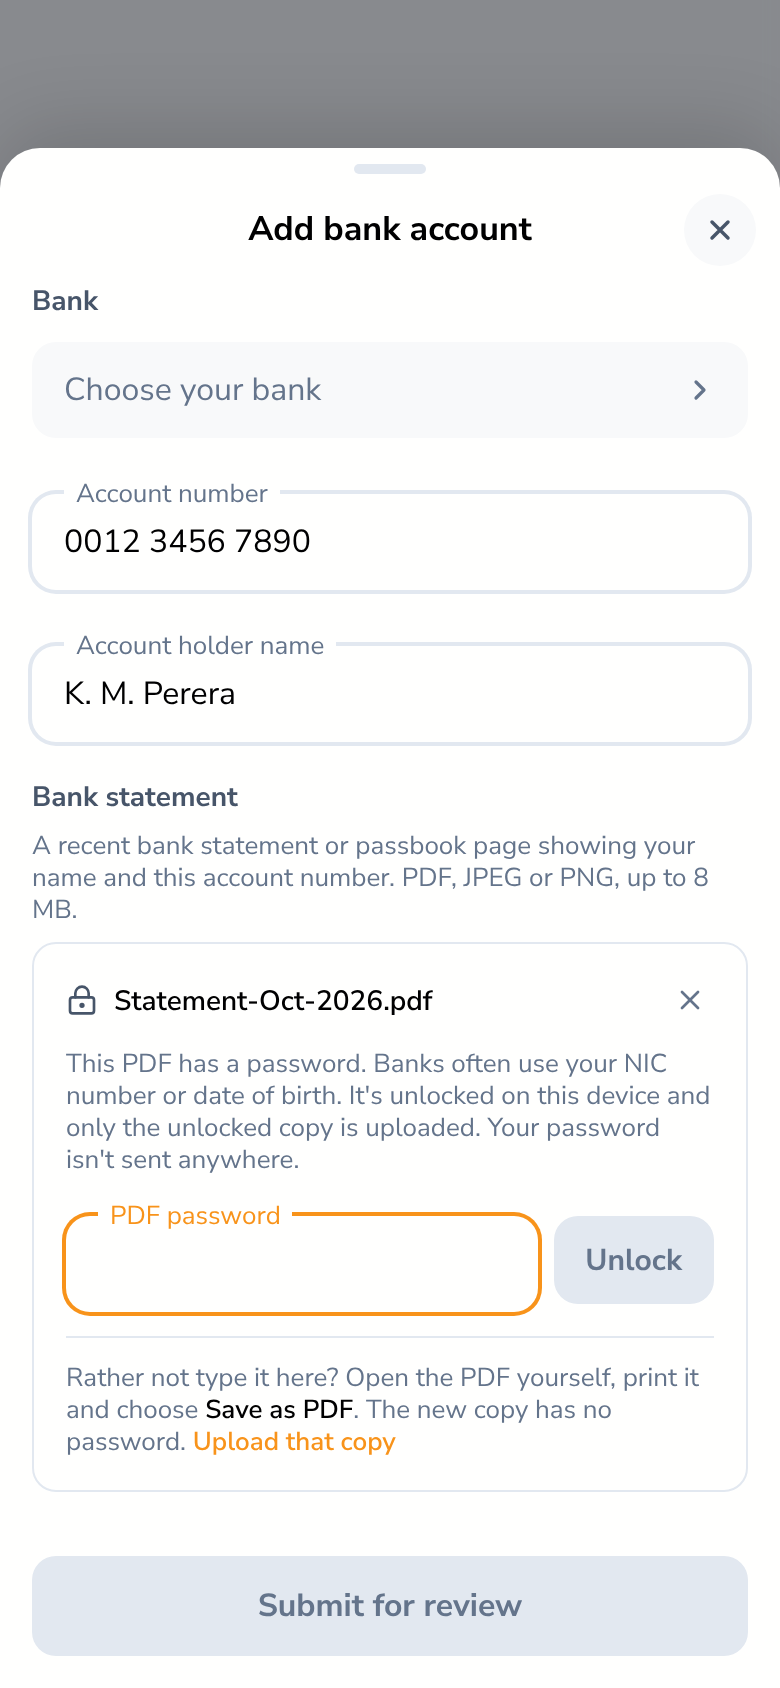 Add bank account
Bank
Choose your bank
Account number
0012 3456 7890
Account holder name
K. M. Perera
Bank statement
A recent bank statement or passbook page showing your
name and this account number. PDF, JPEG or PNG, up to 8
MB.
Statement-Oct-2026.pdf
This PDF has a password. Banks often use your NIC
number or date of birth. It's unlocked on this device and
only the unlocked copy is uploaded. Your password
isn't sent anywhere.
PDF password
Unlock
Rather not type it here? Open the PDF yourself, print it
and choose Save as PDF. The new copy has no
password. Upload that copy
Submit for review